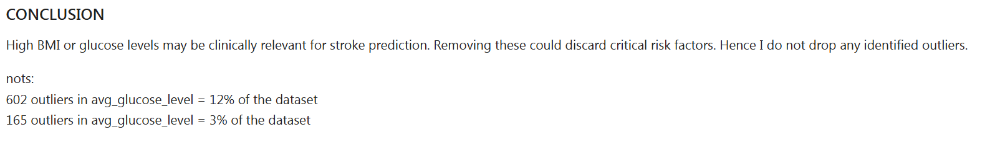 CONCLUSION
High BMI or glucose levels may be clinically relevant for stroke prediction. Removing these could discard critical risk factors. Hence I do not drop any identified outliers.
nots:
602 outliers in avg_glucose_level = 12% of the dataset
165 outliers in avg_glucose_level = 3% of the dataset